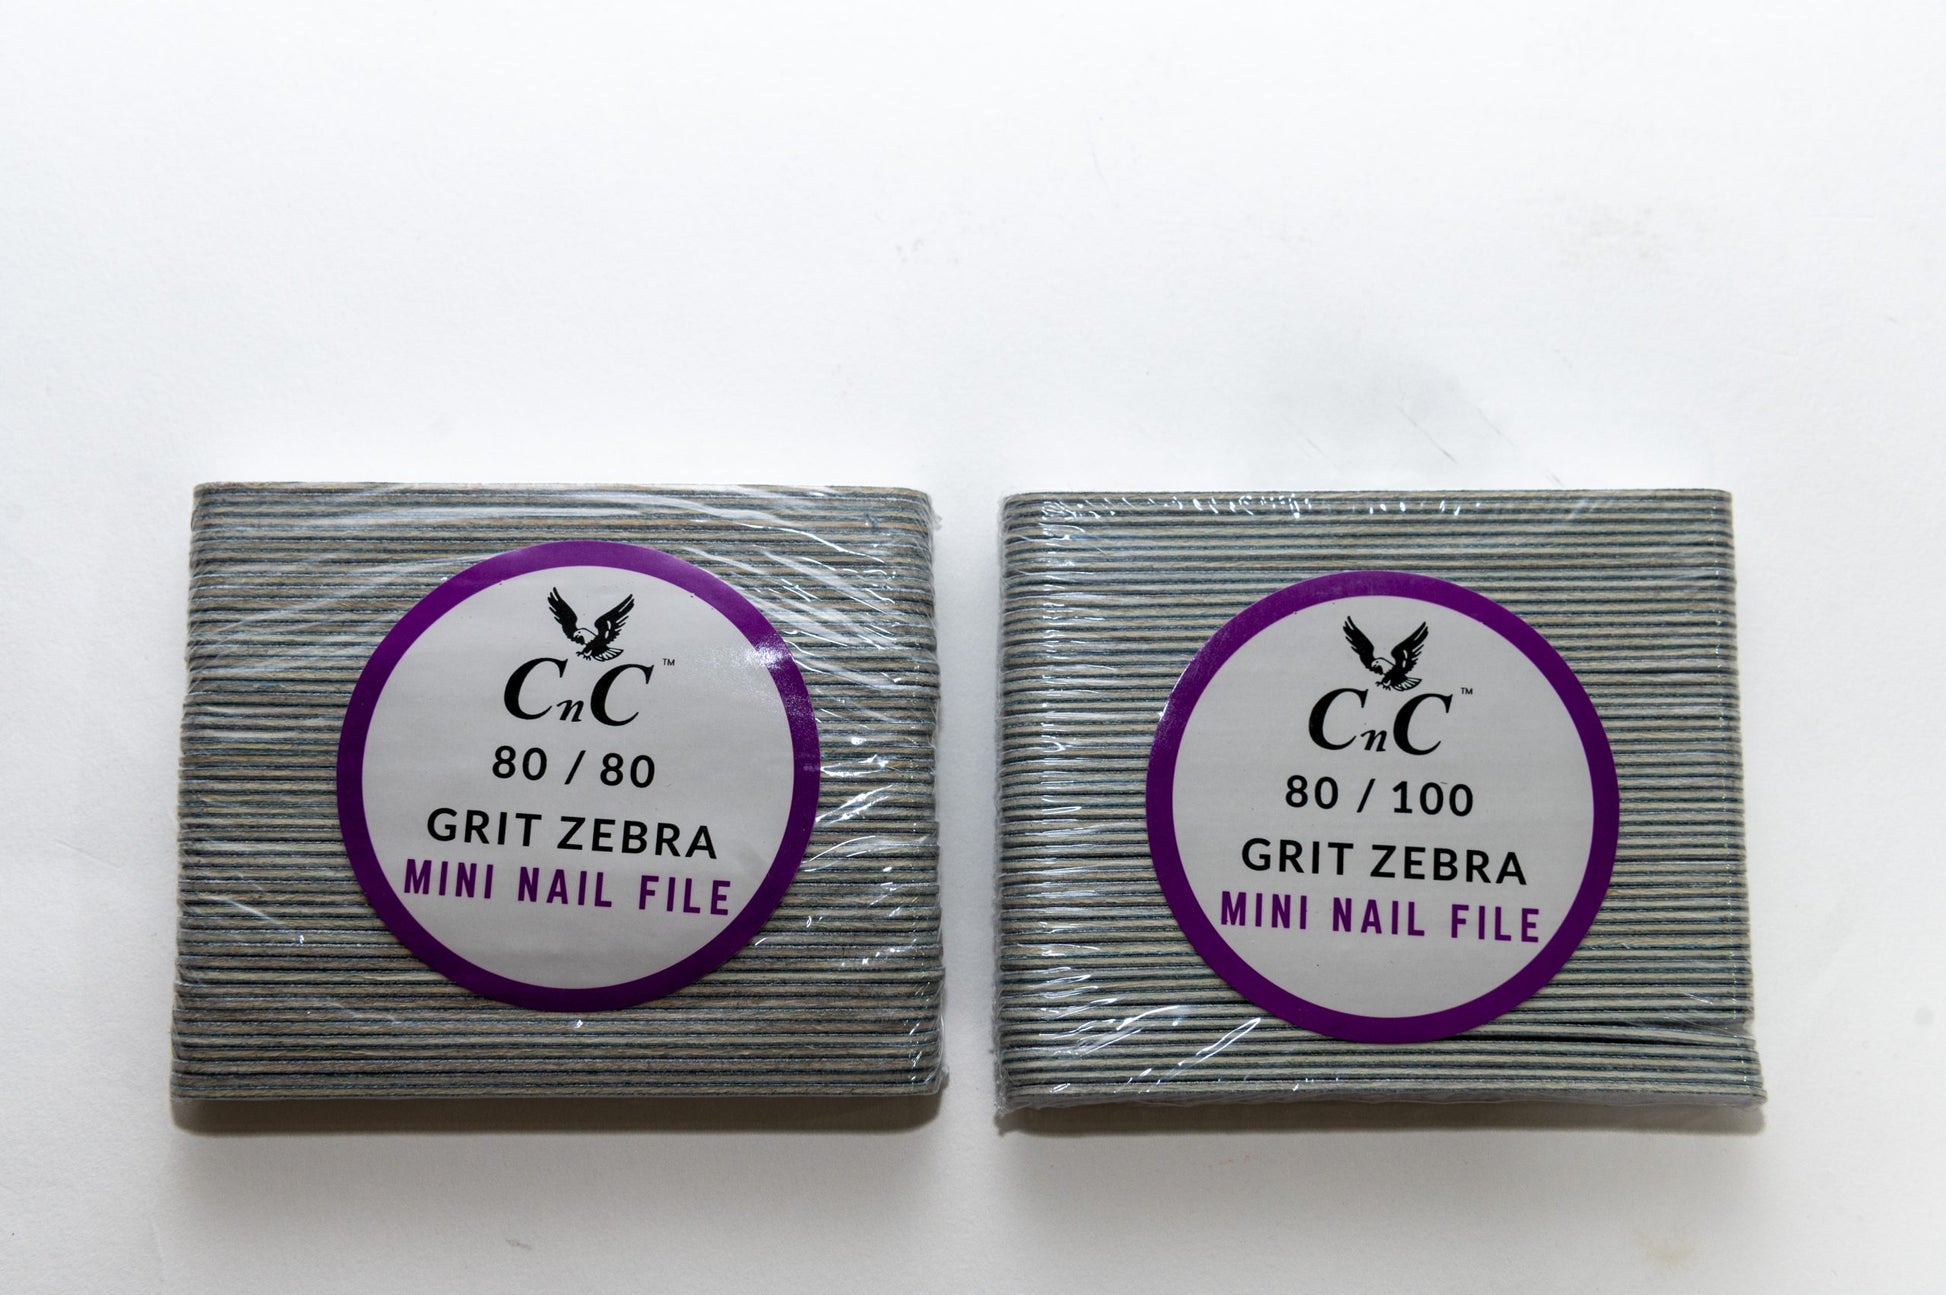 CnC™
80 / 80
GRIT ZEBRA
MINI NAIL FILE
CnC™
80 / 100
GRIT ZEBRA
MINI NAIL FILE